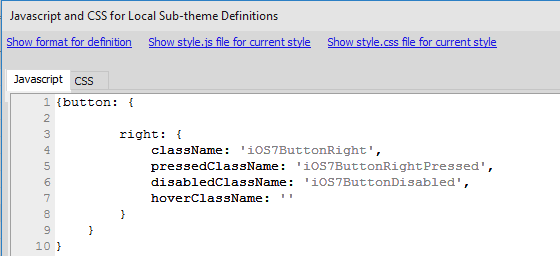 Javascript and CSS for Local Sub-theme Definitions
Show format for definition Show style.js file for current style Show style.css file for current style
Javascript CSS
1 {button: {
2
3 right: {
4 className: 'iOS7ButtonRight',
5 pressedClassName: 'iOS7ButtonRightPressed',
6 disabledClassName: 'iOS7ButtonDisabled',
7 hoverClassName: ''
8 }
9 }
10 }